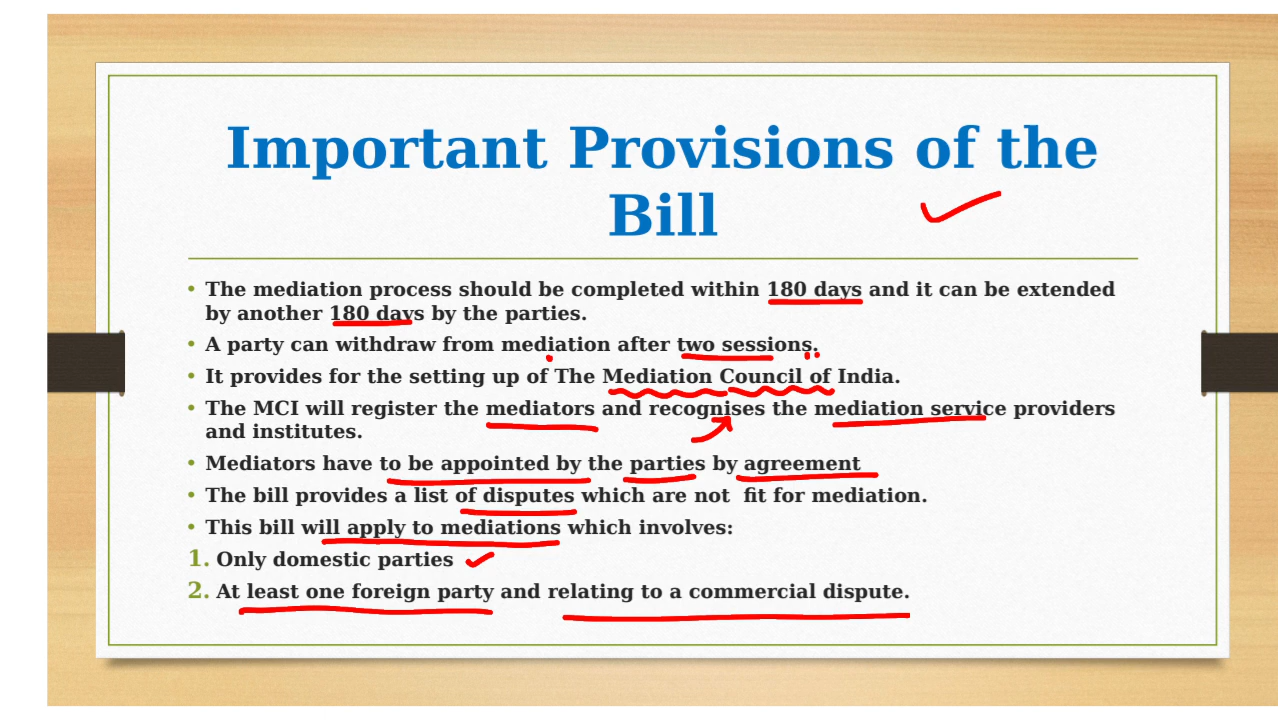 Important Provisions of the
Bill
• The mediation process should be completed within 180 days and it can be extended
by another 180 days by the parties.
• A party can withdraw from mediation after two sessions.
• It provides for the setting up of The Mediation Council of India.
• The MCI will register the mediators and recognises the mediation service providers
and institutes.
• Mediators have to be appointed by the parties by agreement
• The bill provides a list of disputes which are not  fit for mediation.
• This bill will apply to mediations which involves:
1. Only domestic parties
2. At least one foreign party and relating to a commercial dispute.